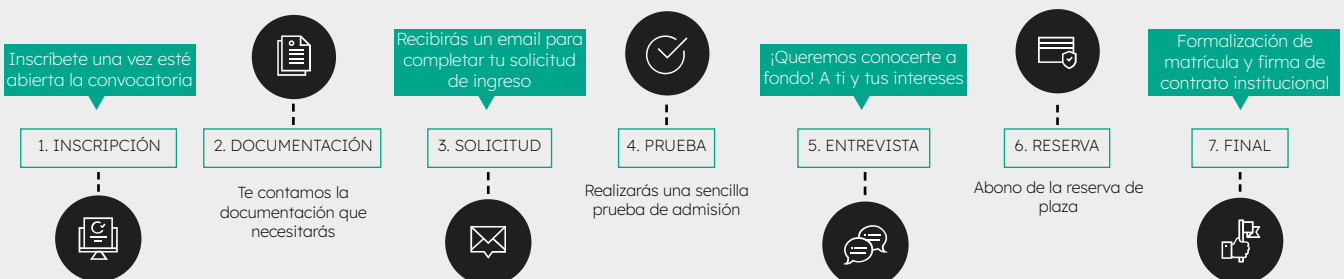 Inscríbete una vez esté
abierta la convocatoria
1. INSCRIPCIÓN
2. DOCUMENTACIÓN
Te contamos la
documentación que
necesitarás
Recibirás un email para
completar tu solicitud
de ingreso
3. SOLICITUD
4. PRUEBA
Realizarás una sencilla
prueba de admisión
¡Queremos conocerte a
fondo! A ti y tus intereses
5. ENTREVISTA
6. RESERVA
Abono de la reserva de
plaza
Formalización de
matrícula y firma de
contrato institucional
7. FINAL